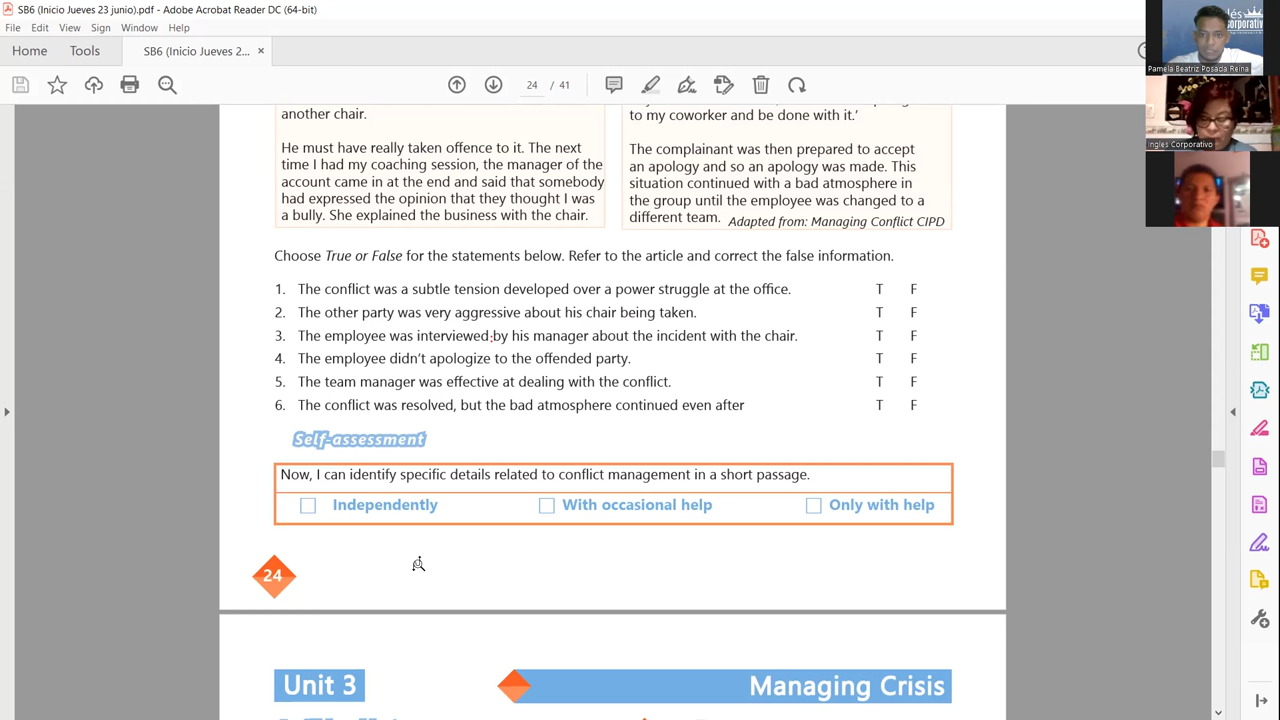 SB6 (Inicio Jueves 23 junio).pdf - Adobe Acrobat Reader DC (64-bit)
File Edit View Sign Window Help
Home Tools SB6 (Inicio Jueves 2... ×
41
another chair.
He must have really taken offence to it. The next
time I had my coaching session, the manager of the
account came in at the end and said that somebody
had expressed the opinion that they thought I was
a bully. She explained the business with the chair.
to my coworker and be done with it.'
The complainant was then prepared to accept
an apology and so an apology was made. This
situation continued with a bad atmosphere in
the group until the employee was changed to a
different team. Adapted from: Managing Conflict CIPD
Choose True or False for the statements below. Refer to the article and correct the false information.
1. The conflict was a subtle tension developed over a power struggle at the office. T F
2. The other party was very aggressive about his chair being taken. T F
3. The employee was interviewed by his manager about the incident with the chair. T F
4. The employee didn't apologize to the offended party. T F
5. The team manager was effective at dealing with the conflict. T F
6. The conflict was resolved, but the bad atmosphere continued even after T F
Self-assessment
Now, I can identify specific details related to conflict management in a short passage.
Independently With occasional help Only with help
24
Unit 3 Managing Crisis
Pamela Beatriz Posada Reina
Ingles Corporativo